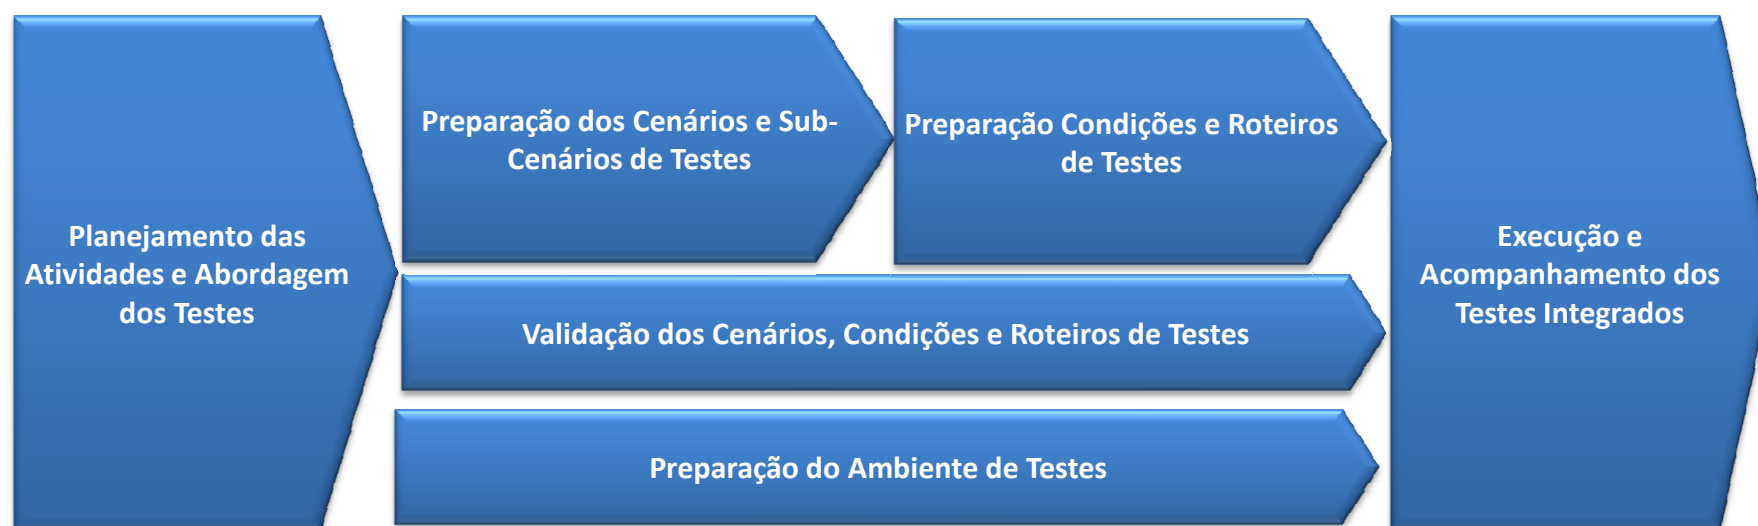 Planejamento das
Atividades e Abordagem
dos Testes
Preparação dos Cenários e Sub-
Cenários de Testes
Preparação Condições e Roteiros
de Testes
Validação dos Cenários, Condições e Roteiros de Testes
Preparação do Ambiente de Testes
Execução e
Acompanhamento dos
Testes Integrados